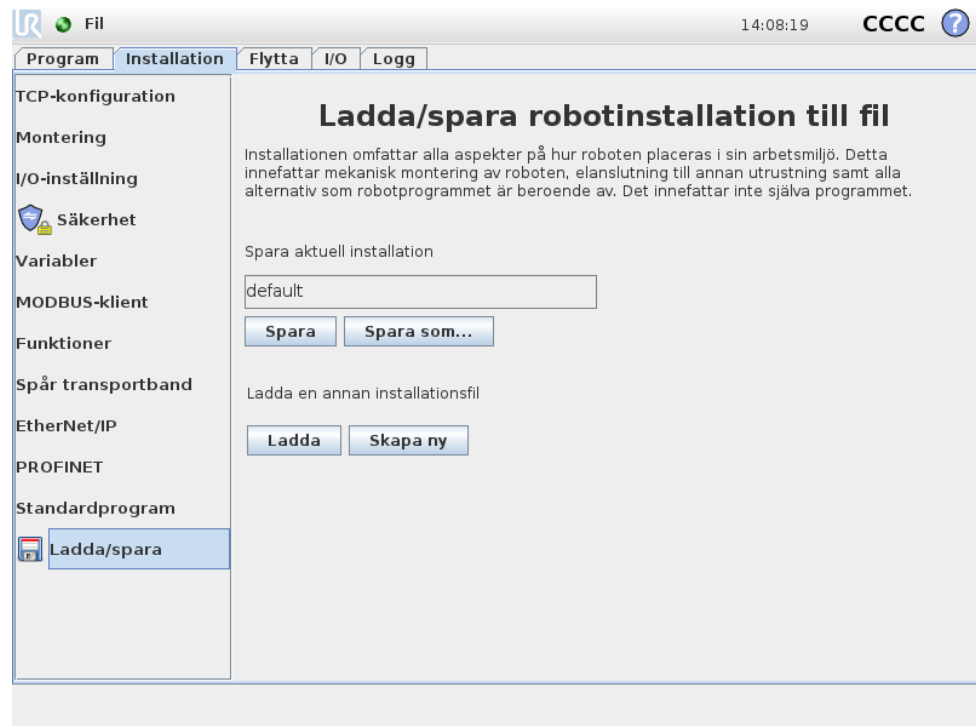 UR Fil 14:08:19 CCCC ?
Program Installation Flytta I/O Logg
TCP-konfiguration
Montering
I/O-inställning
Säkerhet
Variabler
MODBUS-klient
Funktioner
Spår transportband
EtherNet/IP
PROFINET
Standardprogram
Ladda/spara
Ladda/spara robotinstallation till fil
Installationen omfattar alla aspekter på hur roboten placeras i sin arbetsmiljö. Detta
innefattar mekanisk montering av roboten, elanslutning till annan utrustning samt alla
alternativ som robotprogrammet är beroende av. Det innefattar inte själva programmet.
Spara aktuell installation
default
Spara Spara som...
Ladda en annan installationsfil
Ladda Skapa ny